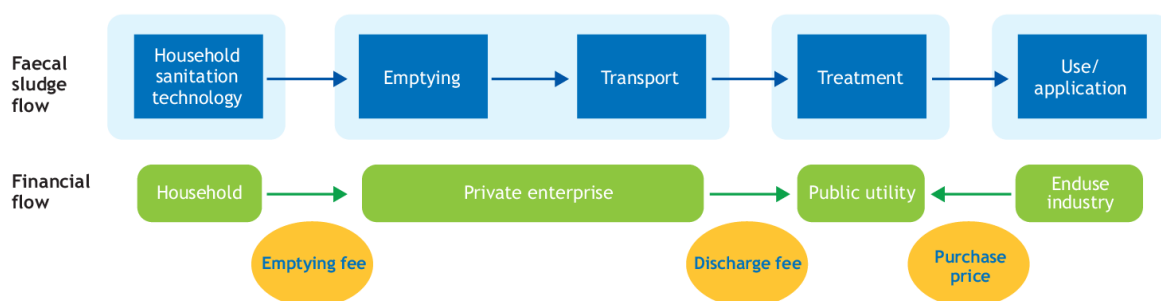 Faecal
sludge
flow
Household
sanitation
technology
Emptying
Transport
Treatment
Use/
application
Financial
flow
Household
Private enterprise
Public utility
Enduse
industry
Emptying fee
Discharge fee
Purchase
price